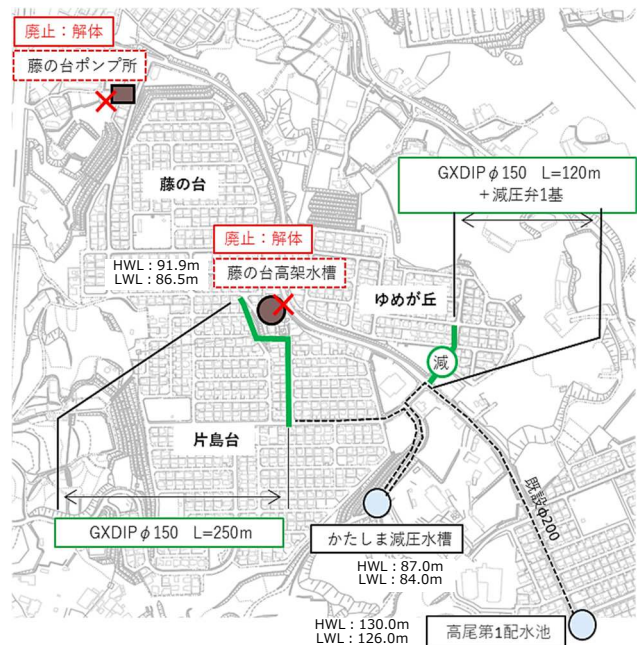 廃止：解体
藤の台ポンプ所
藤の台
GXDIPφ150　L=120m
＋減圧弁1基
廃止：解体
藤の台高架水槽
HWL：91.9m
LWL：86.5m
ゆめが丘
減
片島台
既設φ200
GXDIPφ150　L=250m
かたしま減圧水槽
HWL：87.0m
LWL：84.0m
HWL：130.0m
LWL：126.0m
高尾第1配水池